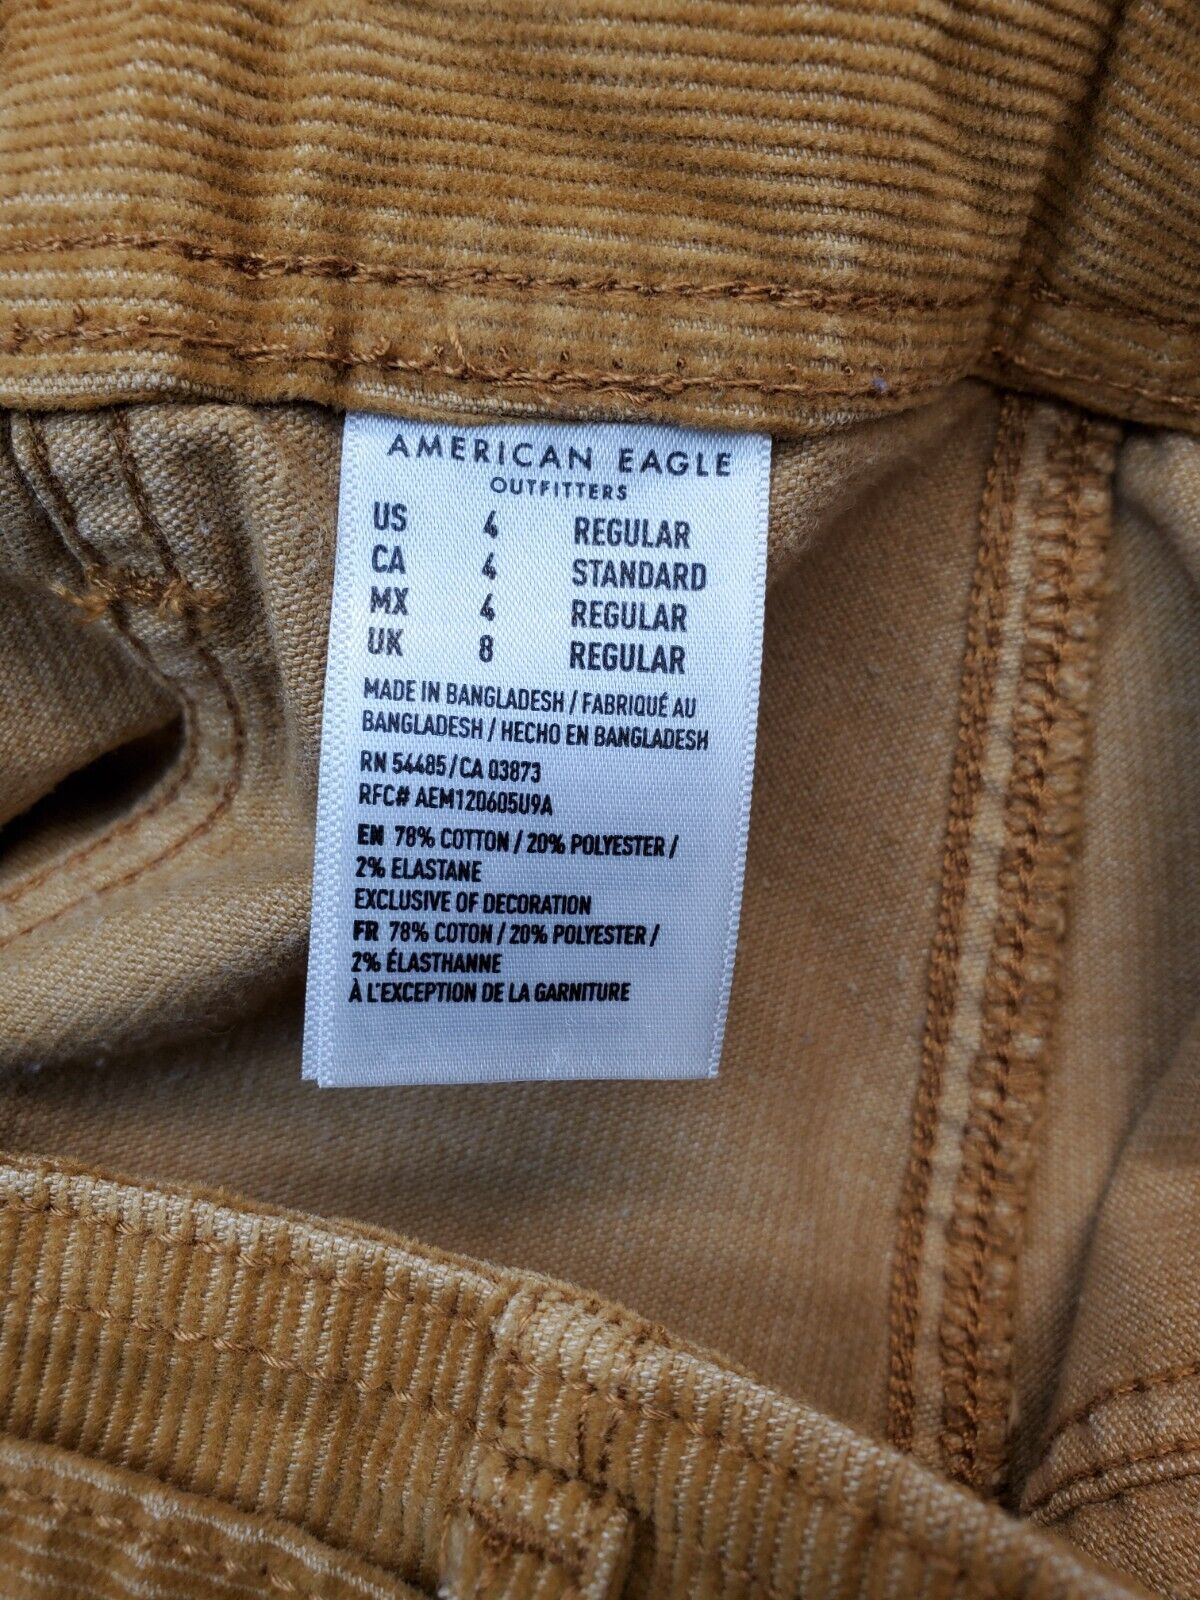 AMERICAN EAGLE
OUTFITTERS
US 4 REGULAR
CA 4 STANDARD
MX 4 REGULAR
UK 8 REGULAR
MADE IN BANGLADESH / FABRIQUÉ AU
BANGLADESH / HECHO EN BANGLADESH
RN 54485/CA 03873
RFC# AEM120605U9A
EN 78% COTTON / 20% POLYESTER /
2% ELASTANE
EXCLUSIVE OF DECORATION
FR 78% COTON / 20% POLYESTER /
2% ÉLASTHANNE
À L'EXCEPTION DE LA GARNITURE